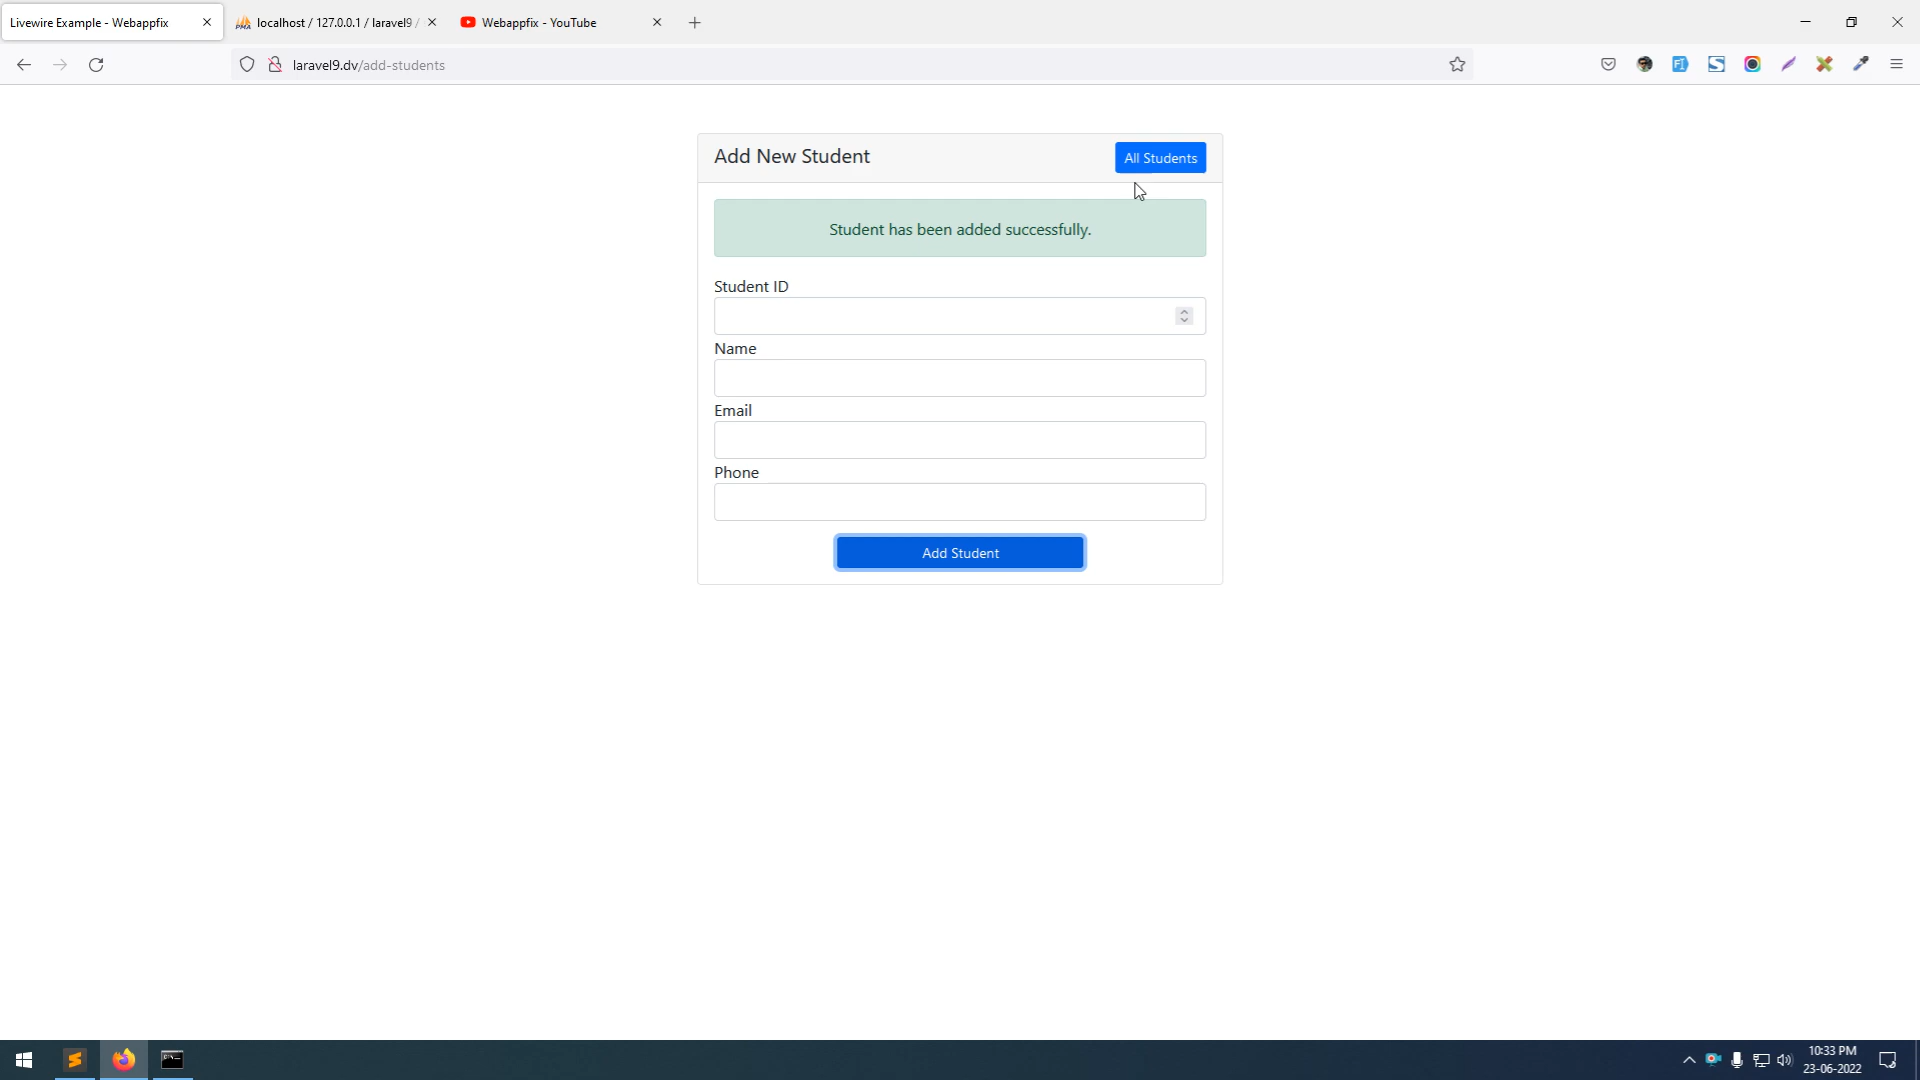 Livewire Example - Webappfix
localhost / 127.0.0.1 / laravel9 /
Webappfix - YouTube
laravel9.dv/add-students
Add New Student
All Students
Student has been added successfully.
Student ID
Name
Email
Phone
Add Student
10:33 PM
23-06-2022